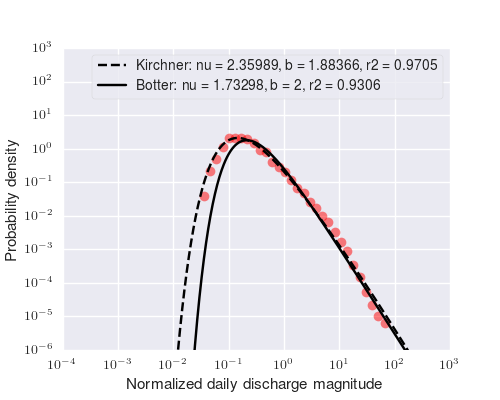 10³
10²
10¹
10⁰
10⁻¹
10⁻²
10⁻³
10⁻⁴
10⁻⁵
10⁻⁶
Probability density
Kirchner: nu = 2.35989, b = 1.88366, r2 = 0.9705
Botter: nu = 1.73298, b = 2, r2 = 0.9306
10⁻⁴ 10⁻³ 10⁻² 10⁻¹ 10⁰ 10¹ 10² 10³
Normalized daily discharge magnitude